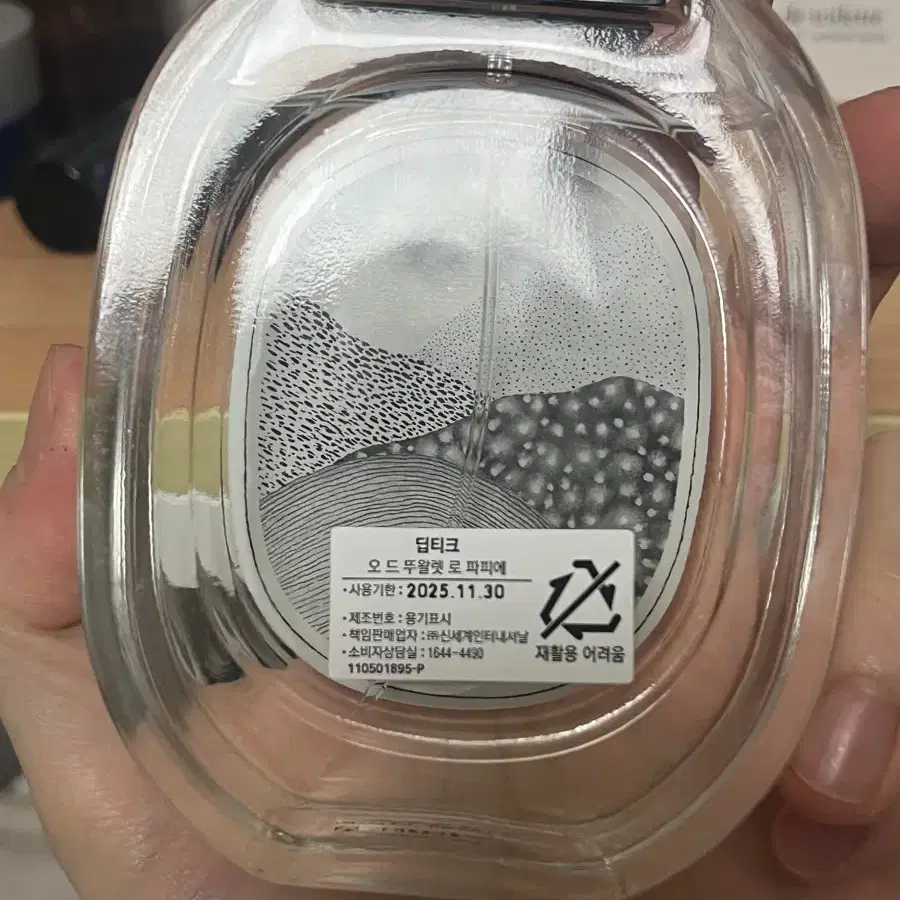 딥티크
오 드 뚜왈렛 로 파피에
·사용기한 : 2025.11.30
·제조번호 : 용기표시
·책임판매업자 : ㈜신세계인터내셔날
·소비자상담실 : 1644-4490
110501895-P
재활용 어려움